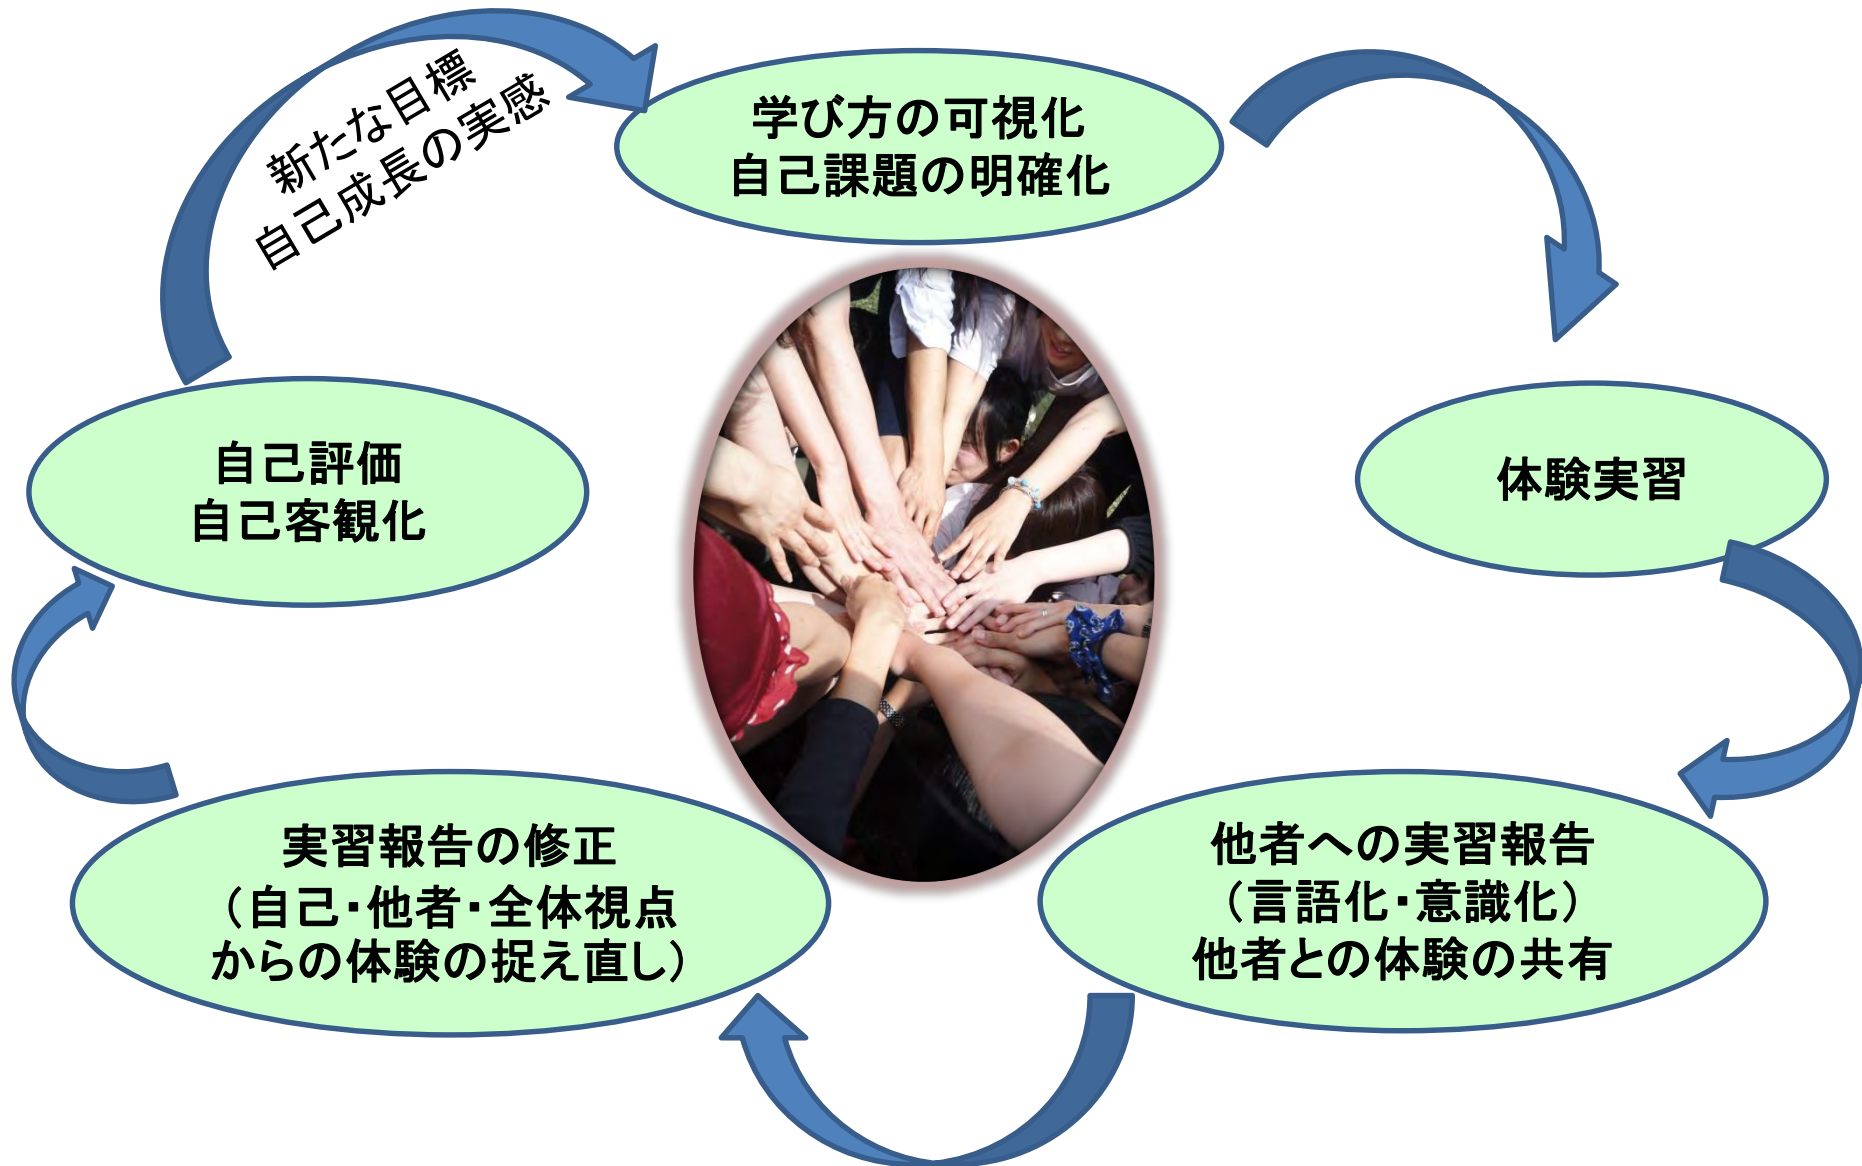 新たな目標
自己成長の実感
学び方の可視化
自己課題の明確化
体験実習
他者への実習報告
（言語化・意識化）
他者との体験の共有
実習報告の修正
（自己・他者・全体視点
からの体験の捉え直し）
自己評価
自己客観化